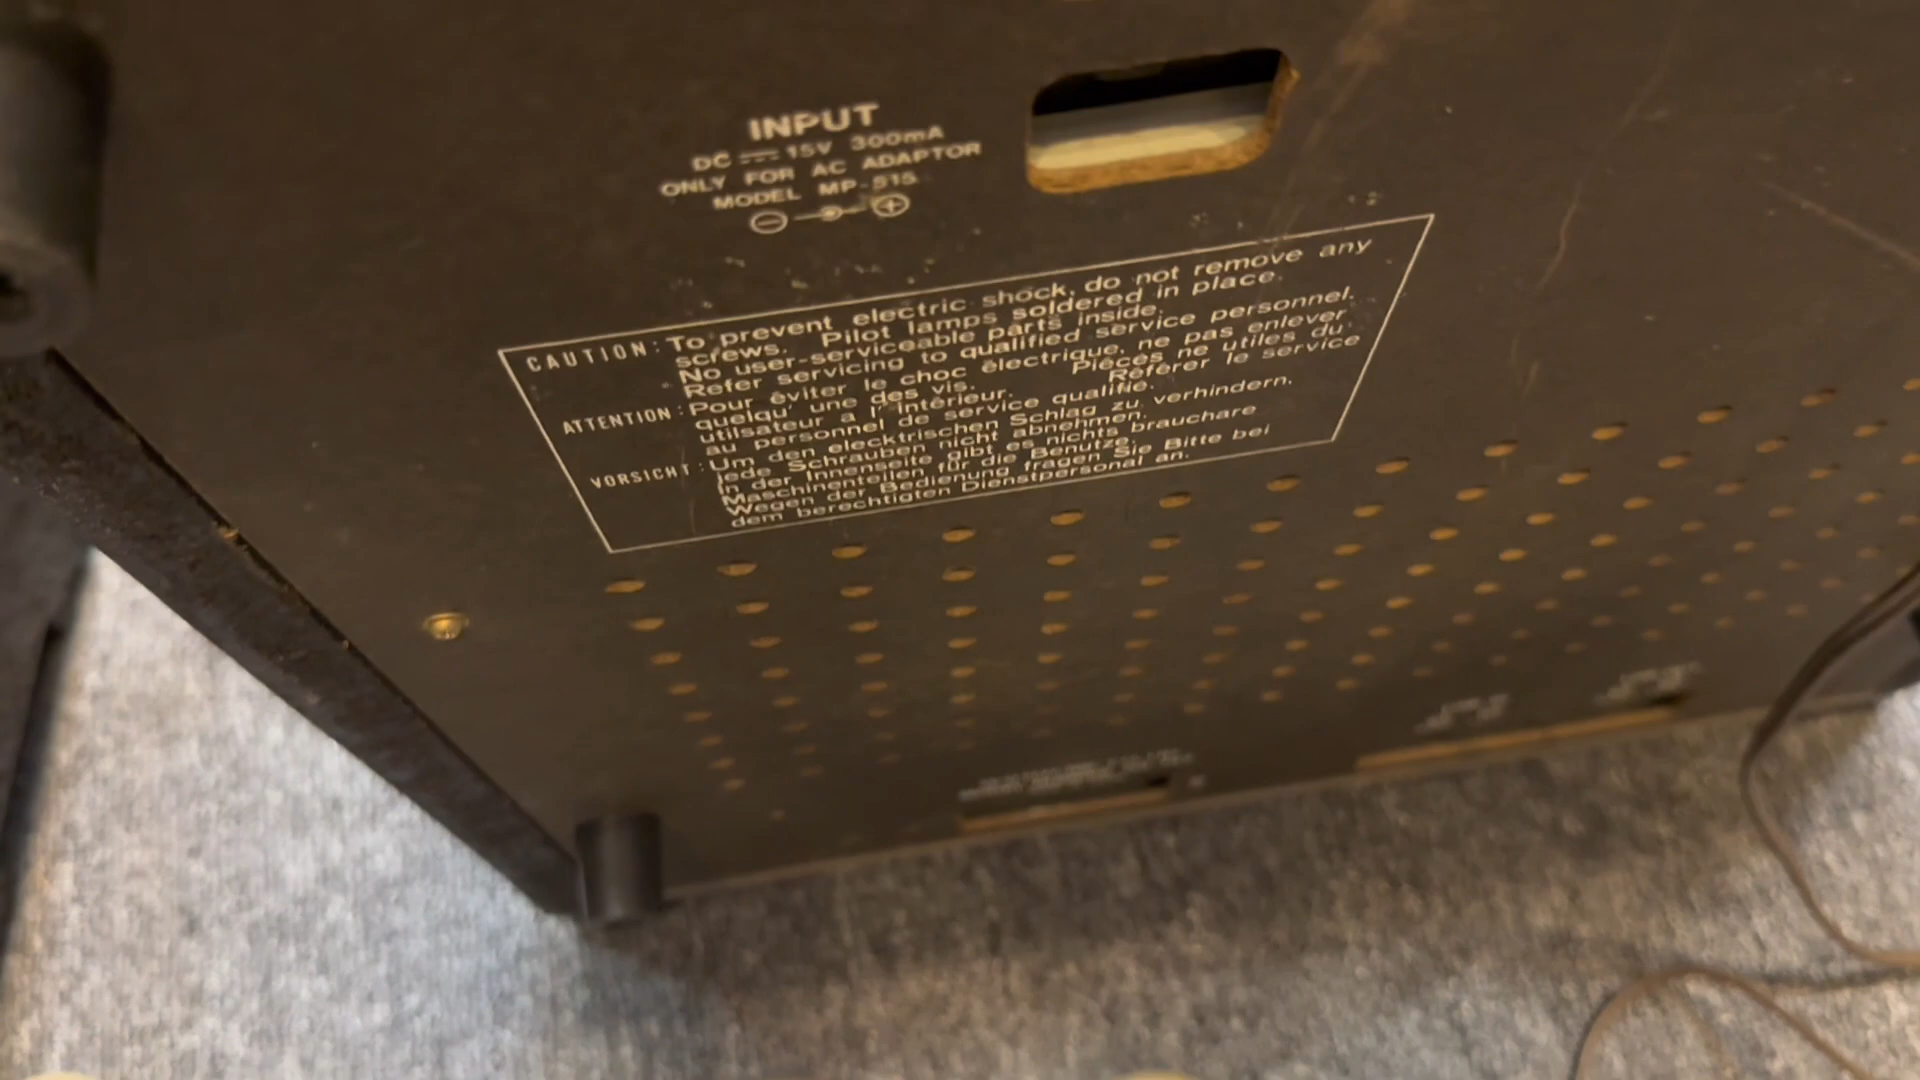 INPUT
DC 15V 300mA
ONLY FOR AC ADAPTOR
MODEL MP-515
CAUTION: To prevent electric shock, do not remove any
screws. Pilot lamps soldered in place.
No user-serviceable parts inside.
Refer servicing to qualified service personnel.
ATTENTION: Pour éviter le choc électrique, ne pas enlever
quelqu' une des vis. Piéces ne utiles du
utilsateur a l' intérieur. Référer le service
au personnel de service qualifié.
VORSICHT: Um den elecktrischen Schlag zu verhindern,
jede Schrauben nicht abnehmen.
In der Innenseite gibt es nichts brauchare
Maschinenteilen für die Benutze.
Wegen der Bedienung fragen Sie Bitte bei
dem berechtigten Dienstpersonal an.